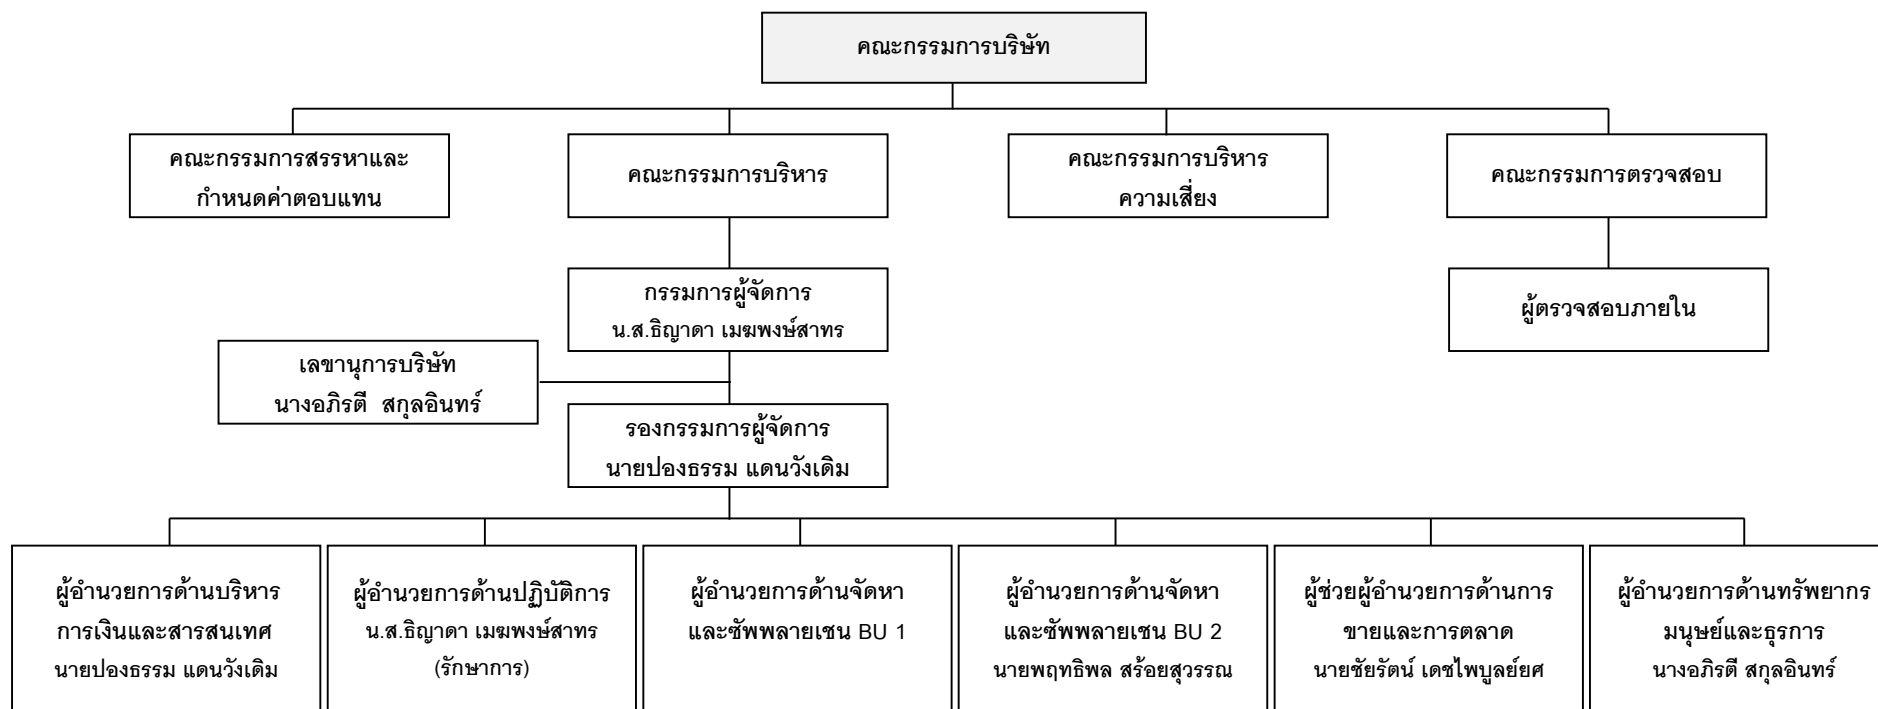 คณะกรรมการบริษัท
คณะกรรมการสรรหาและ
กำหนดค่าตอบแทน
คณะกรรมการบริหาร
คณะกรรมการบริหาร
ความเสี่ยง
คณะกรรมการตรวจสอบ
กรรมการผู้จัดการ
น.ส.ธิญาดา เมฆพงษ์สาทร
ผู้ตรวจสอบภายใน
เลขานุการบริษัท
นางอภิรตี สกุลอินทร์
รองกรรมการผู้จัดการ
นายปองธรรม แดนวังเดิม
ผู้อำนวยการด้านบริหาร
การเงินและสารสนเทศ
นายปองธรรม แดนวังเดิม
ผู้อำนวยการด้านปฏิบัติการ
น.ส.ธิญาดา เมฆพงษ์สาทร
(รักษาการ)
ผู้อำนวยการด้านจัดหา
และซัพพลายเชน BU 1
ผู้อำนวยการด้านจัดหา
และซัพพลายเชน BU 2
นายพฤทธิพล สร้อยสุวรรณ
ผู้ช่วยผู้อำนวยการด้านการ
ขายและการตลาด
นายชัยรัตน์ เดชไพบูลย์ยศ
ผู้อำนวยการด้านทรัพยากร
มนุษย์และธุรการ
นางอภิรตี สกุลอินทร์